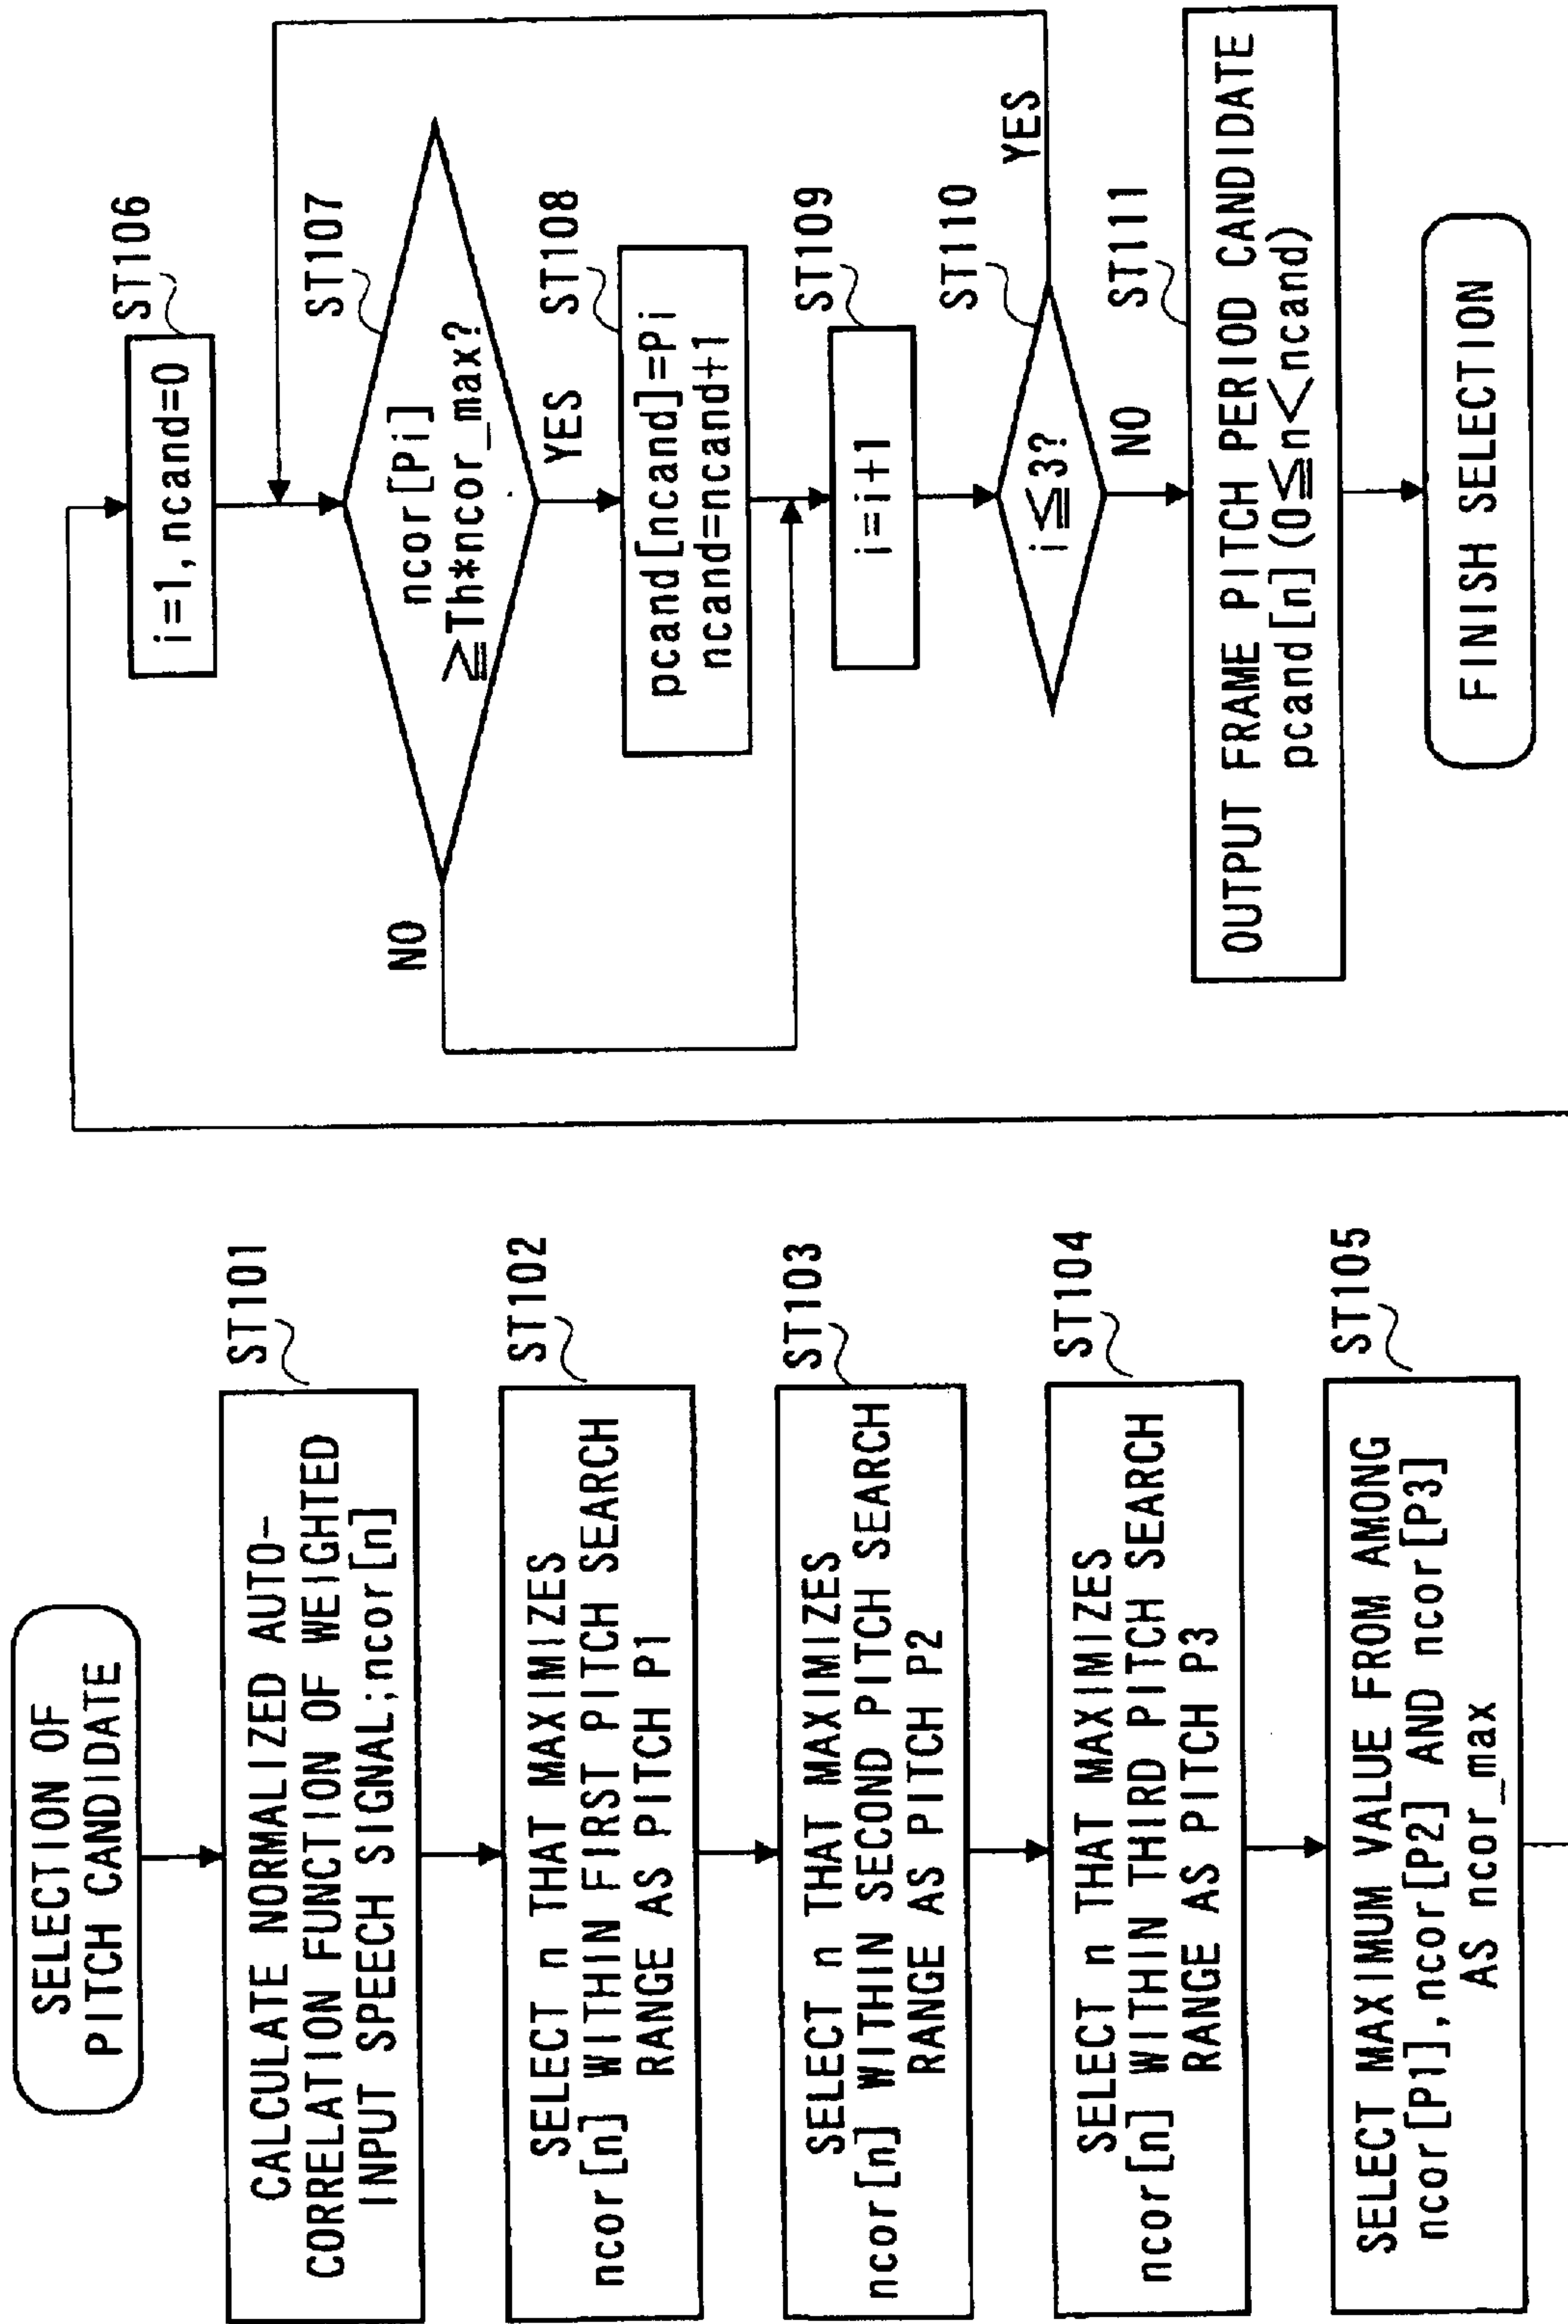 SELECTION OF
PITCH CANDIDATE
ST101
CALCULATE NORMALIZED AUTO-
CORRELATION FUNCTION OF WEIGHTED
INPUT SPEECH SIGNAL;ncor[n]
ST102
SELECT n THAT MAXIMIZES
ncor[n] WITHIN FIRST PITCH SEARCH
RANGE AS PITCH P1
ST103
SELECT n THAT MAXIMIZES
ncor[n] WITHIN SECOND PITCH SEARCH
RANGE AS PITCH P2
ST104
SELECT n THAT MAXIMIZES
ncor[n] WITHIN THIRD PITCH SEARCH
RANGE AS PITCH P3
ST105
SELECT MAXIMUM VALUE FROM AMONG
ncor[P1],ncor[P2] AND ncor[P3]
AS ncor_max
ST106
i=1,ncand=0
ST107
ncor[Pi]
≧Th*ncor_max?
NO
YES
ST108
pcand[ncand]=Pi
ncand=ncand+1
ST109
i=i+1
ST110
i≦3?
YES
NO
ST111
OUTPUT FRAME PITCH PERIOD CANDIDATE
pcand[n](0≦n<ncand)
FINISH SELECTION